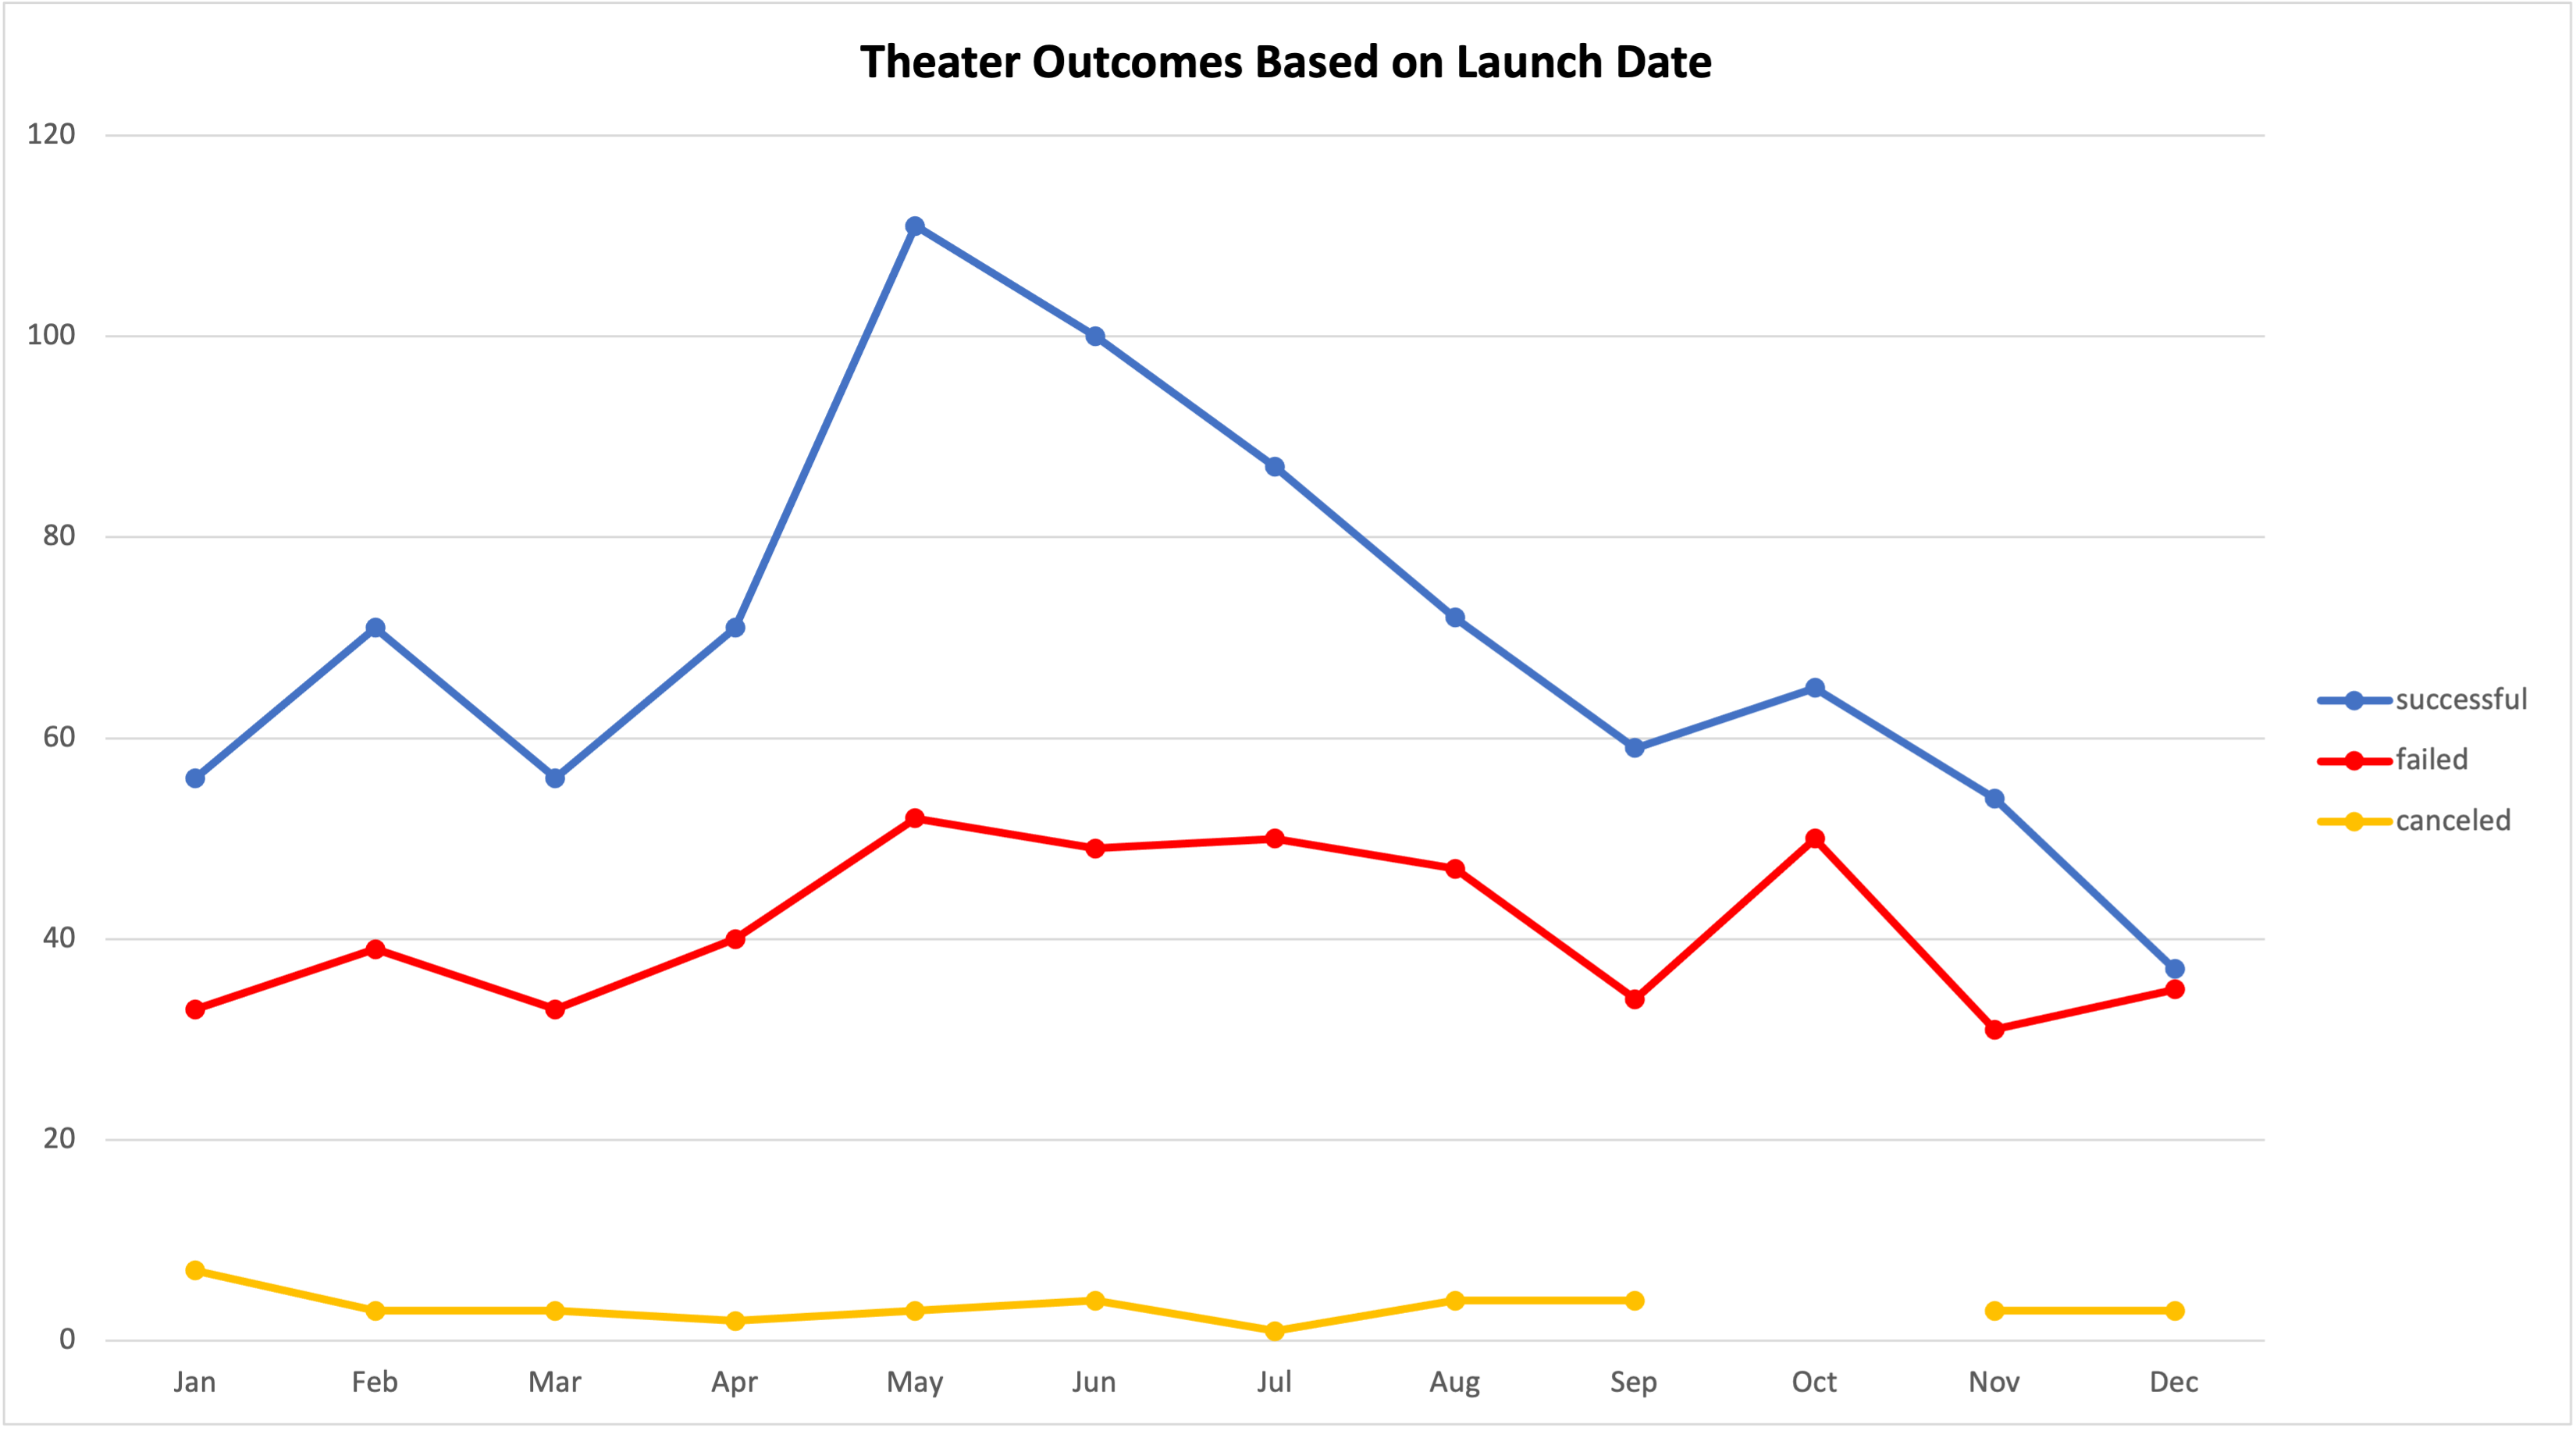 Theater Outcomes Based on Launch Date
120
100
80
60
40
20
0
Jan Feb Mar Apr May Jun Jul Aug Sep Oct Nov Dec
successful
failed
canceled